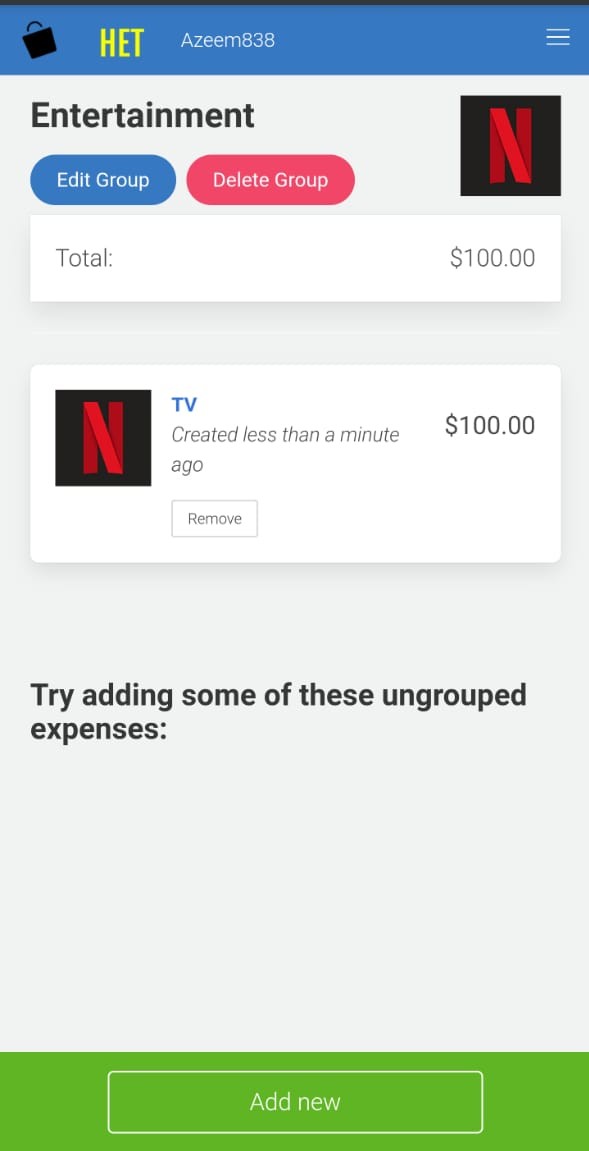 HET Azeem838
Entertainment
Edit Group Delete Group
Total: $100.00
TV
$100.00
Created less than a minute
ago
Remove
Try adding some of these ungrouped
expenses:
Add new